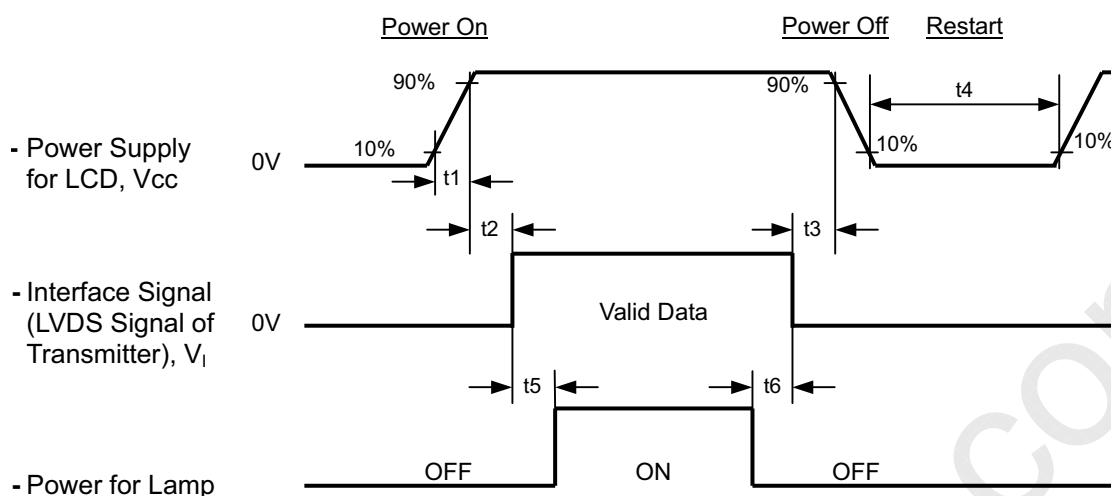 Power On
Power Off
Restart
90%
90%
t4
10%
10%
10%
- Power Supply
for LCD, Vcc
0V
t1
t2
t3
- Interface Signal
(LVDS Signal of
Transmitter), VI
0V
Valid Data
t5
t6
- Power for Lamp
OFF
ON
OFF